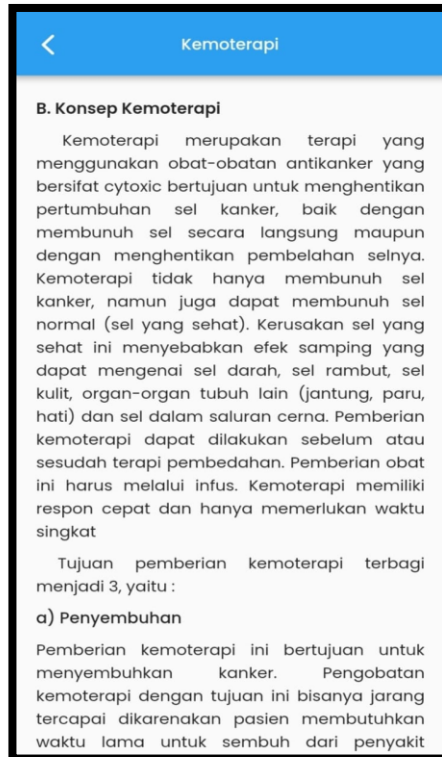 Kemoterapi
B. Konsep Kemoterapi
Kemoterapi merupakan terapi yang
menggunakan obat-obatan antikanker yang
bersifat cytoxic bertujuan untuk menghentikan
pertumbuhan sel kanker, baik dengan
membunuh sel secara langsung maupun
dengan menghentikan pembelahan selnya.
Kemoterapi tidak hanya membunuh sel
kanker, namun juga dapat membunuh sel
normal (sel yang sehat). Kerusakan sel yang
sehat ini menyebabkan efek samping yang
dapat mengenai sel darah, sel rambut, sel
kulit, organ-organ tubuh lain (jantung, paru,
hati) dan sel dalam saluran cerna. Pemberian
kemoterapi dapat dilakukan sebelum atau
sesudah terapi pembedahan. Pemberian obat
ini harus melalui infus. Kemoterapi memiliki
respon cepat dan hanya memerlukan waktu
singkat
Tujuan pemberian kemoterapi terbagi
menjadi 3, yaitu :
a) Penyembuhan
Pemberian kemoterapi ini bertujuan untuk
menyembuhkan kanker. Pengobatan
kemoterapi dengan tujuan ini bisanya jarang
tercapai dikarenakan pasien membutuhkan
waktu lama untuk sembuh dari penyakit